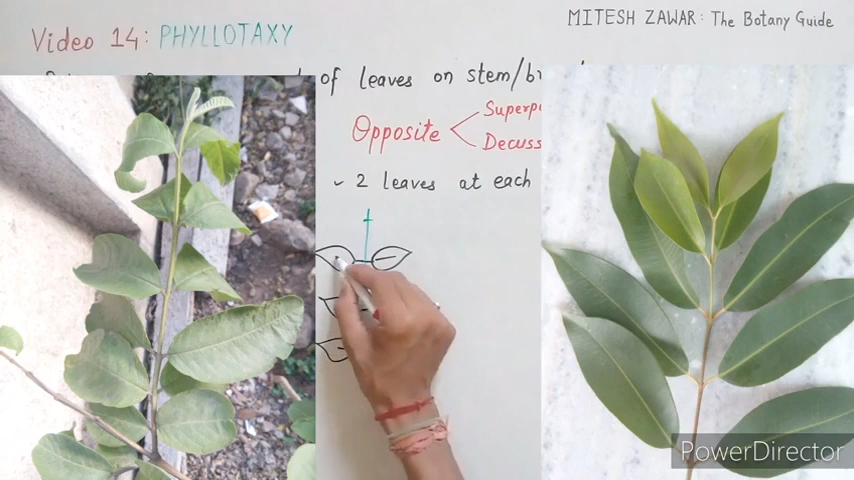 MITESH ZAWAR: The Botany Guide
Video 14: PHYLLOTAXY
of leaves on stem/
Opposite
Superp
Decuss
- 2 leaves at each
PowerDirector